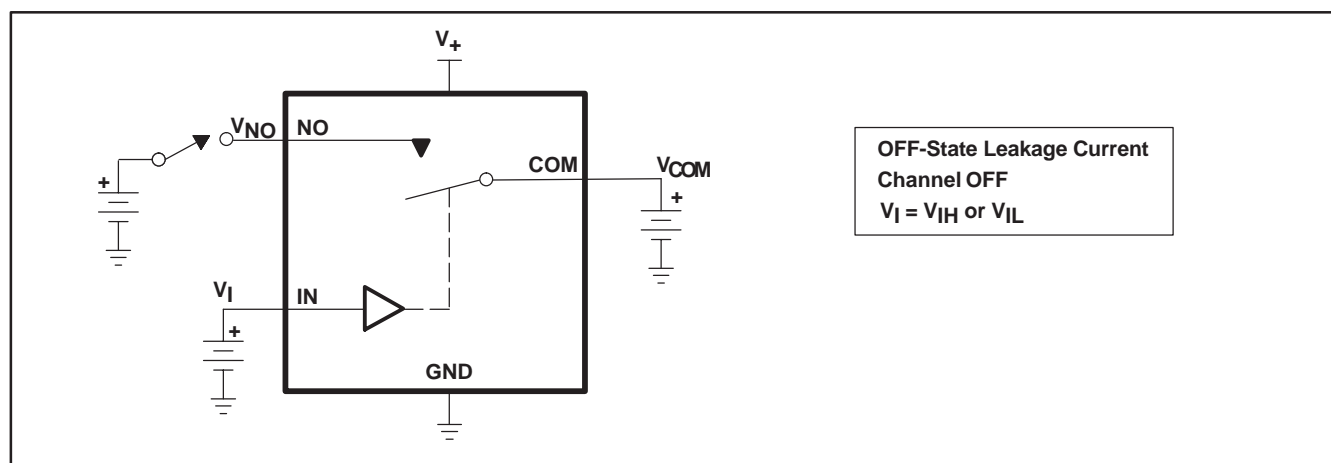 V+
VNO NO
+
COM VCOM
+
VI IN
+
GND
OFF-State Leakage Current
Channel OFF
VI = VIH or VIL